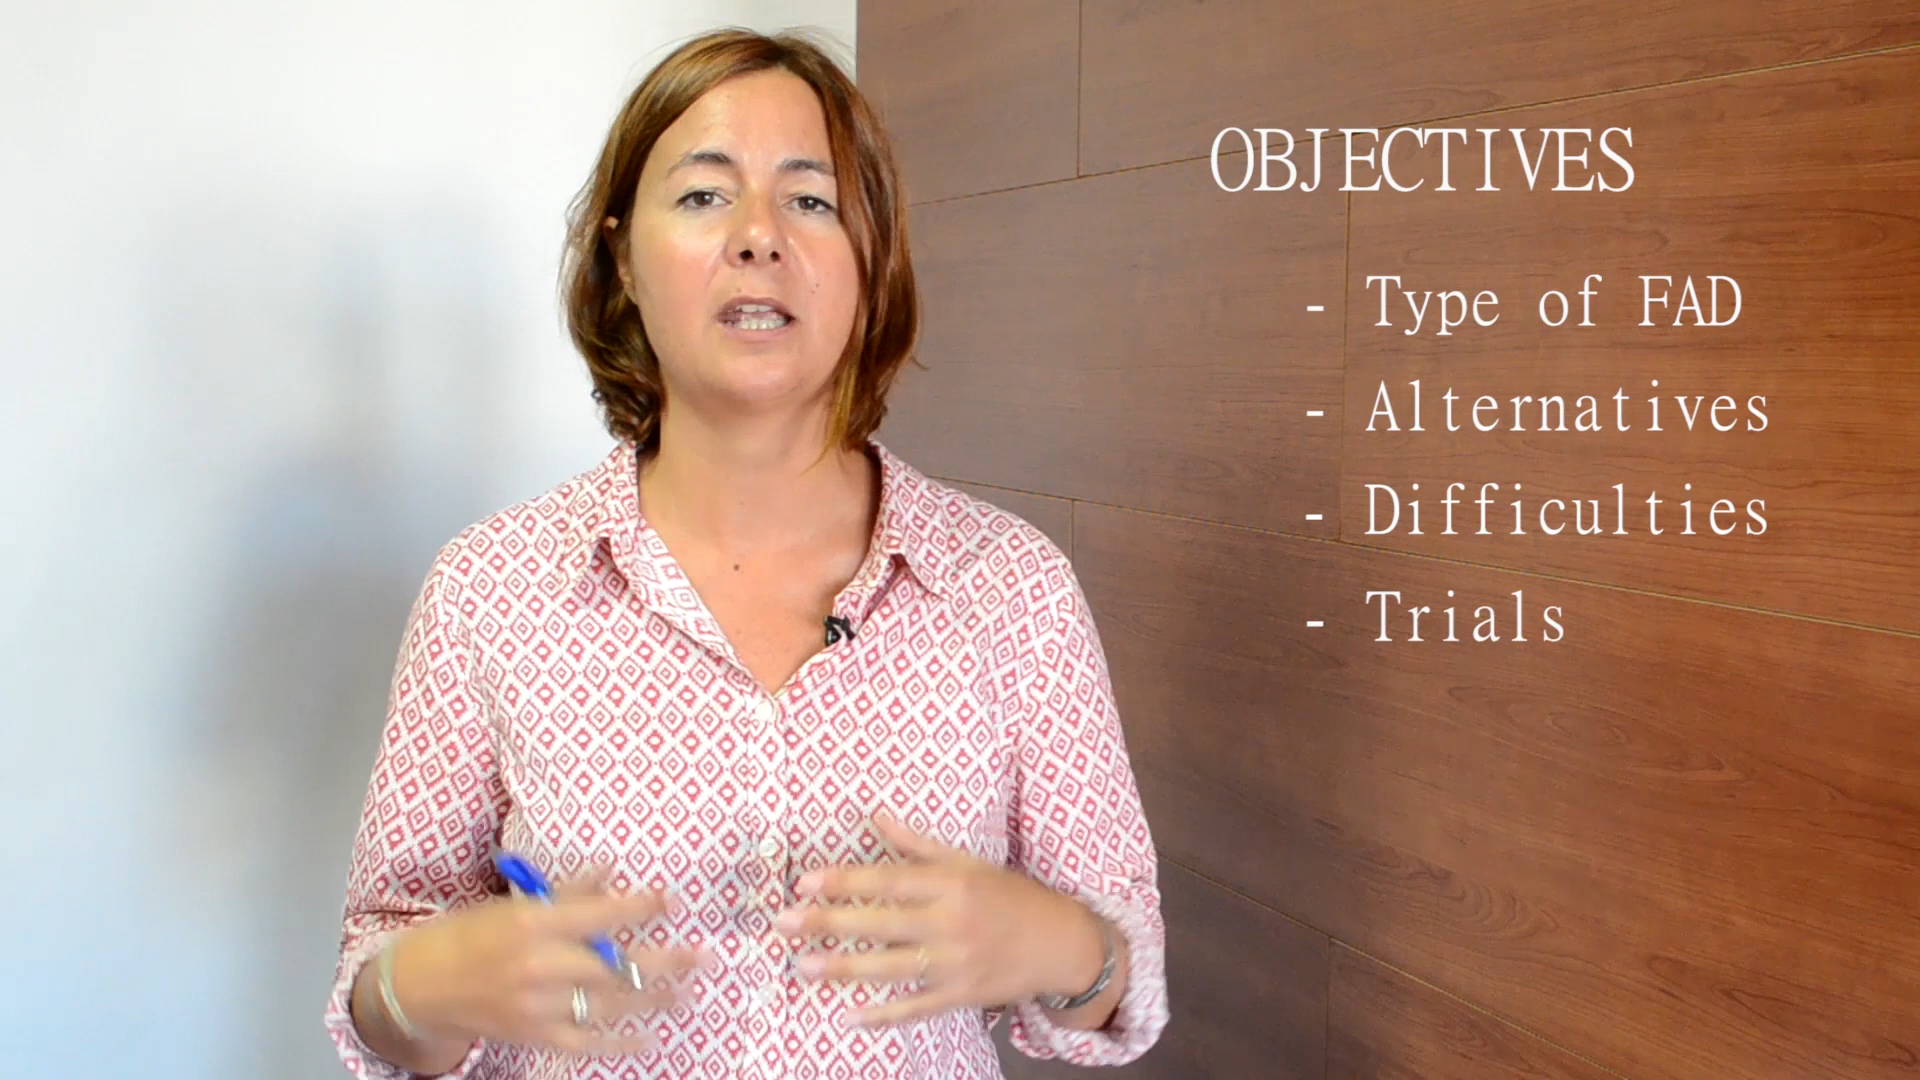 OBJECTIVES
- Type of FAD
- Alternatives
- Difficulties
- Trials